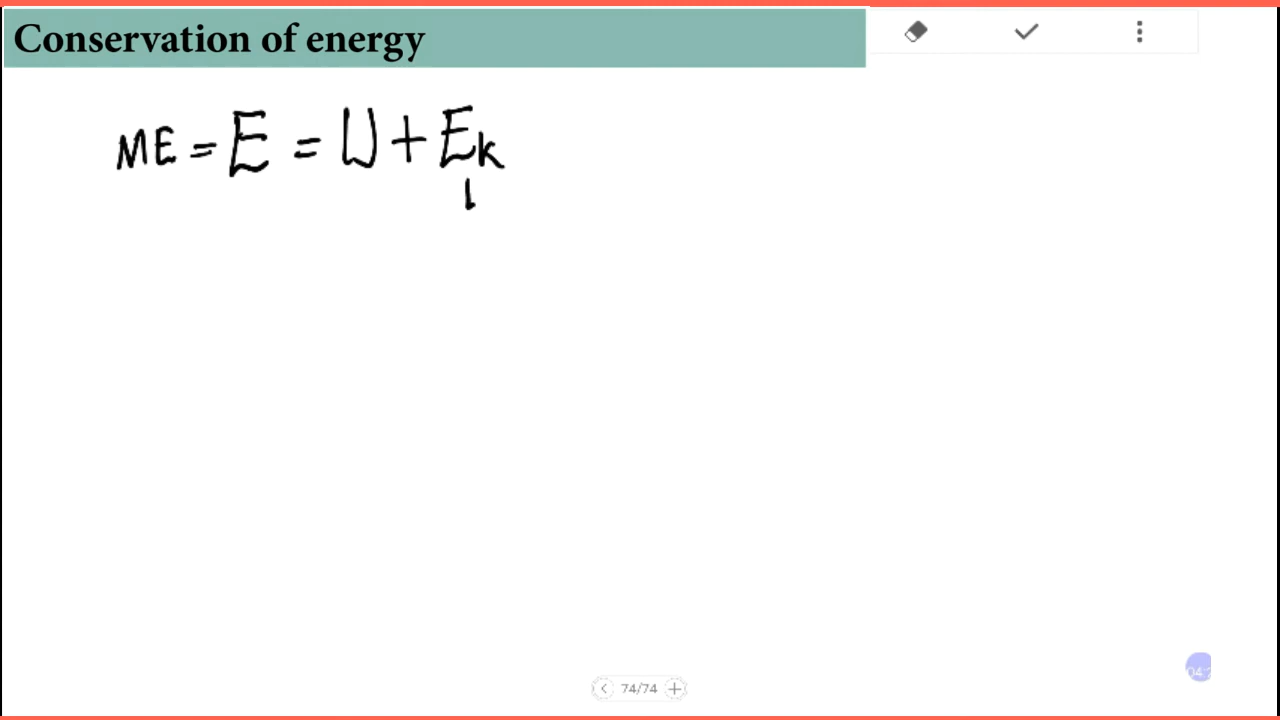 Conservation of energy
ME = E = U + Ek
74/74